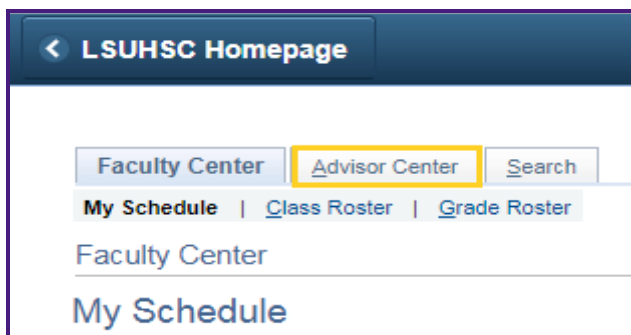 LSUHSC Homepage
Faculty Center Advisor Center Search
My Schedule | Class Roster | Grade Roster
Faculty Center
My Schedule